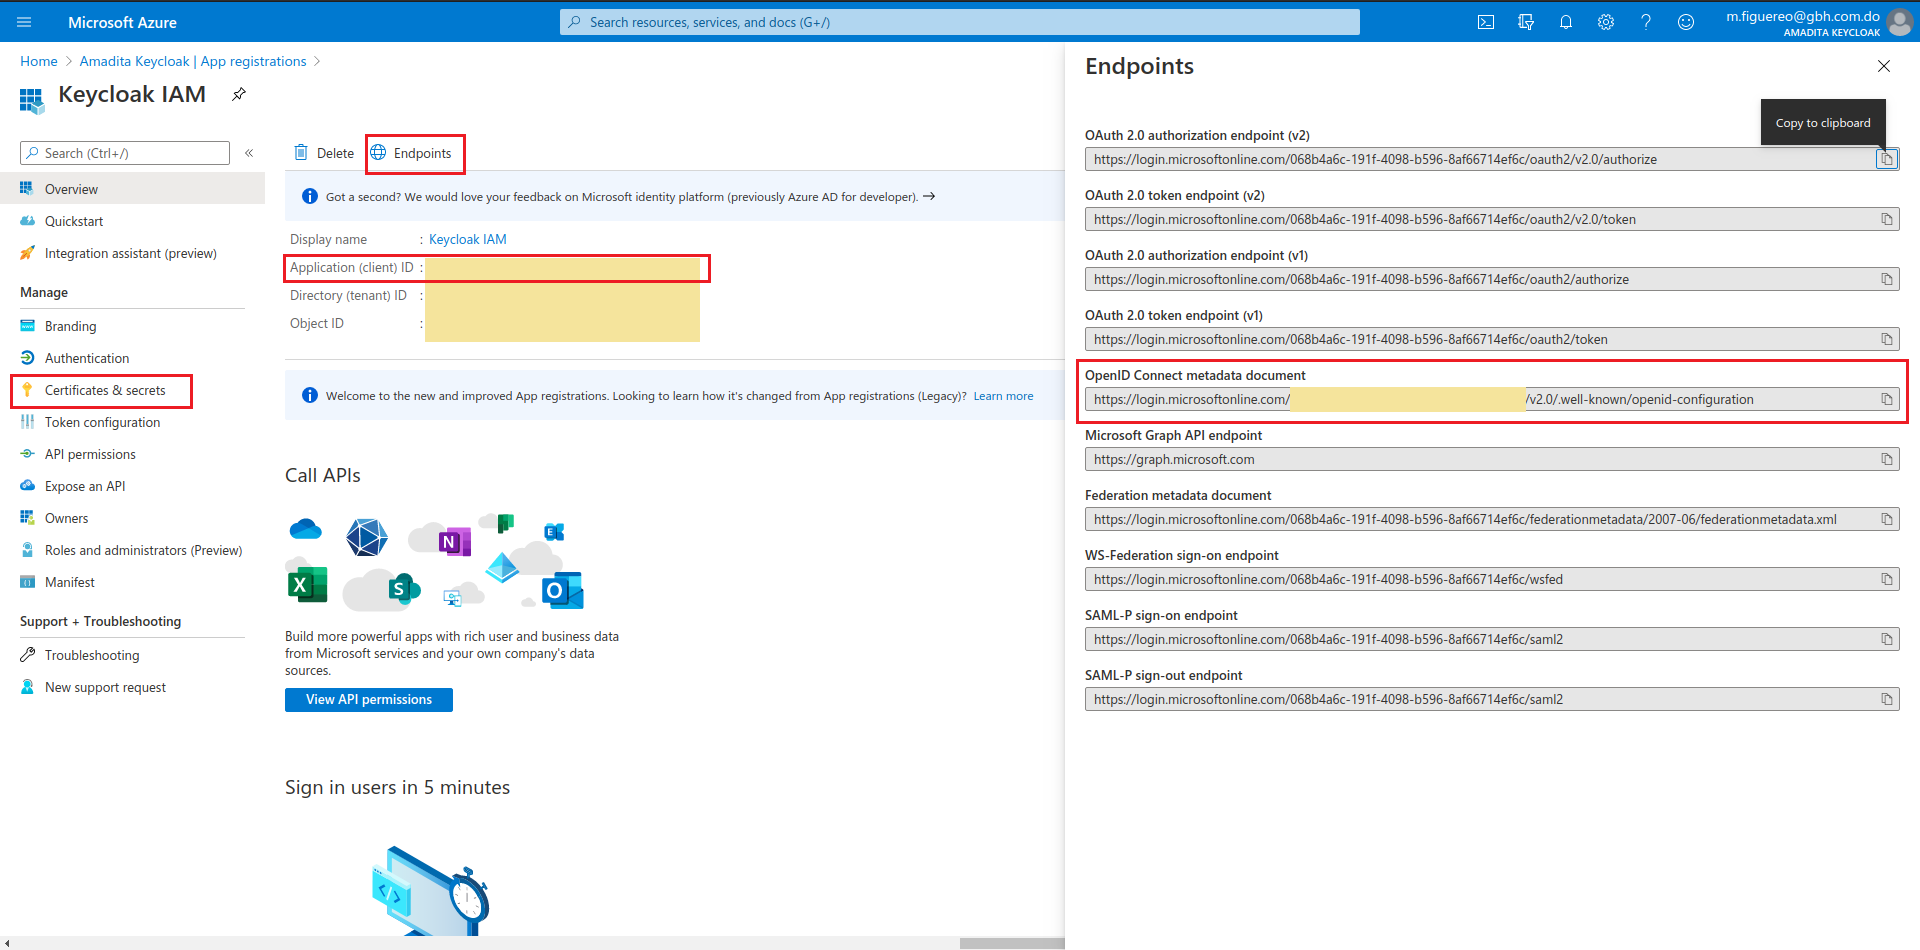 Microsoft Azure
Search resources, services, and docs (G+/)
m.figuereo@gbh.com.do
AMADITA KEYCLOAK
Home > Amadita Keycloak | App registrations >
Keycloak IAM
Search (Ctrl+/)
«
Overview
Quickstart
Integration assistant (preview)
Manage
Branding
Authentication
Certificates & secrets
Token configuration
API permissions
Expose an API
Owners
Roles and administrators (Preview)
Manifest
Support + Troubleshooting
Troubleshooting
New support request
Delete
Endpoints
Got a second? We would love your feedback on Microsoft identity platform (previously Azure AD for developer). →
Display name : Keycloak IAM
Application (client) ID :
Directory (tenant) ID :
Object ID :
Welcome to the new and improved App registrations. Looking to learn how it's changed from App registrations (Legacy)? Learn more
Call APIs
N
E
X
S
O
Build more powerful apps with rich user and business data
from Microsoft services and your own company's data
sources.
View API permissions
Sign in users in 5 minutes
Endpoints
Copy to clipboard
OAuth 2.0 authorization endpoint (v2)
https://login.microsoftonline.com/068b4a6c-191f-4098-b596-8af66714ef6c/oauth2/v2.0/authorize
OAuth 2.0 token endpoint (v2)
https://login.microsoftonline.com/068b4a6c-191f-4098-b596-8af66714ef6c/oauth2/v2.0/token
OAuth 2.0 authorization endpoint (v1)
https://login.microsoftonline.com/068b4a6c-191f-4098-b596-8af66714ef6c/oauth2/authorize
OAuth 2.0 token endpoint (v1)
https://login.microsoftonline.com/068b4a6c-191f-4098-b596-8af66714ef6c/oauth2/token
OpenID Connect metadata document
https://login.microsoftonline.com/ /v2.0/.well-known/openid-configuration
Microsoft Graph API endpoint
https://graph.microsoft.com
Federation metadata document
https://login.microsoftonline.com/068b4a6c-191f-4098-b596-8af66714ef6c/federationmetadata/2007-06/federationmetadata.xml
WS-Federation sign-on endpoint
https://login.microsoftonline.com/068b4a6c-191f-4098-b596-8af66714ef6c/wsfed
SAML-P sign-on endpoint
https://login.microsoftonline.com/068b4a6c-191f-4098-b596-8af66714ef6c/saml2
SAML-P sign-out endpoint
https://login.microsoftonline.com/068b4a6c-191f-4098-b596-8af66714ef6c/saml2